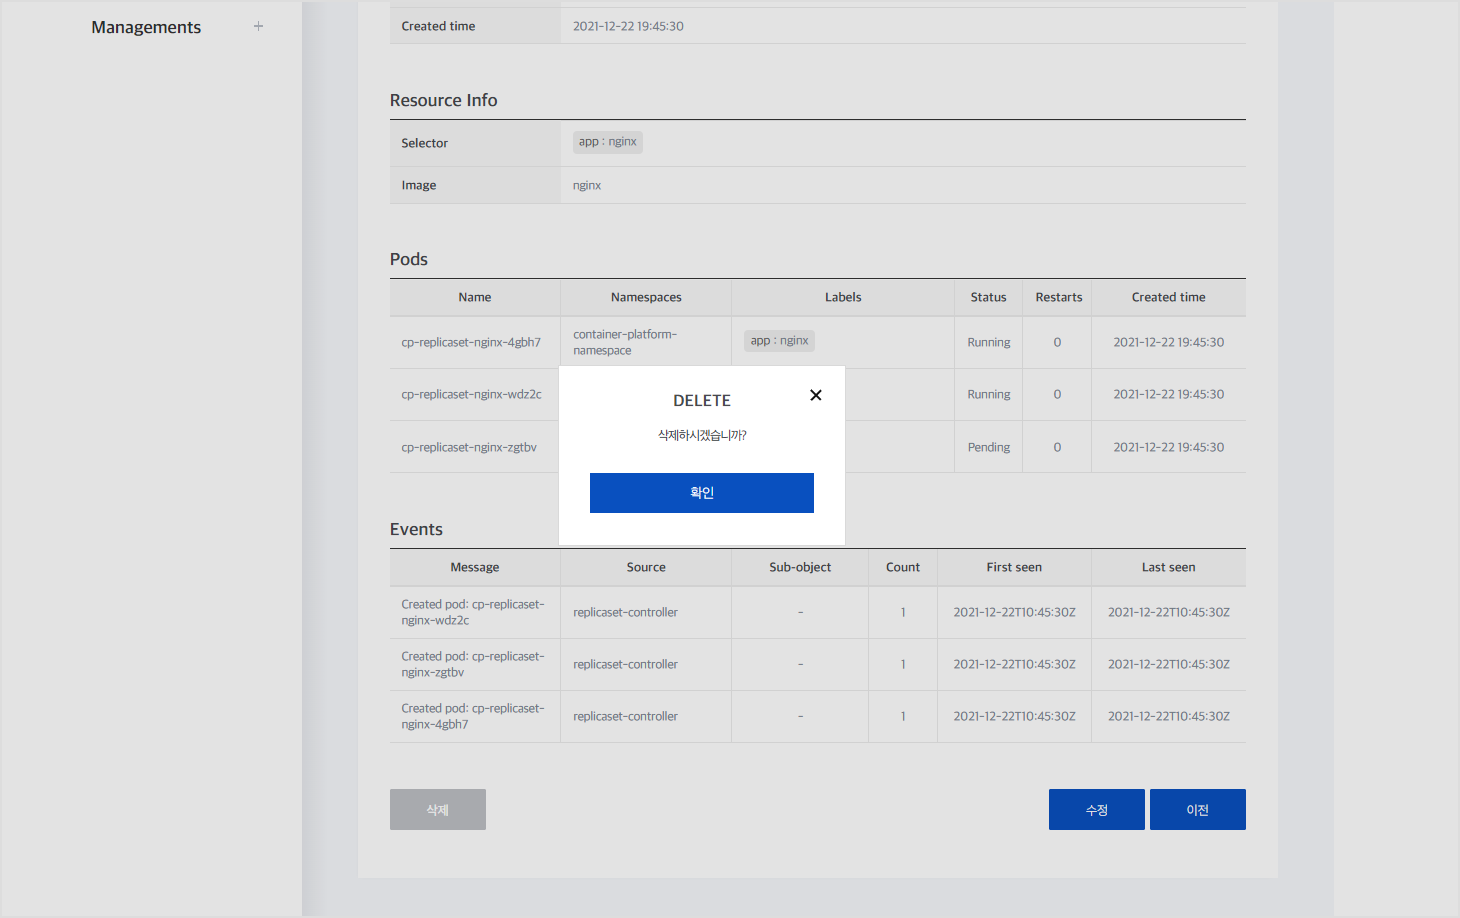 Managements
Created time 2021-12-22 19:45:30
Resource Info
Selector app : nginx
Image nginx
Pods
Name Namespaces Labels Status Restarts Created time
cp-replicaset-nginx-4gbh7 container-platform-namespace app : nginx Running 0 2021-12-22 19:45:30
cp-replicaset-nginx-wdz2c Running 0 2021-12-22 19:45:30
cp-replicaset-nginx-zgtbv Pending 0 2021-12-22 19:45:30
DELETE
삭제하시겠습니까?
확인
Events
Message Source Sub-object Count First seen Last seen
Created pod: cp-replicaset-nginx-wdz2c replicaset-controller - 1 2021-12-22T10:45:30Z 2021-12-22T10:45:30Z
Created pod: cp-replicaset-nginx-zgtbv replicaset-controller - 1 2021-12-22T10:45:30Z 2021-12-22T10:45:30Z
Created pod: cp-replicaset-nginx-4gbh7 replicaset-controller - 1 2021-12-22T10:45:30Z 2021-12-22T10:45:30Z
삭제 수정 이전